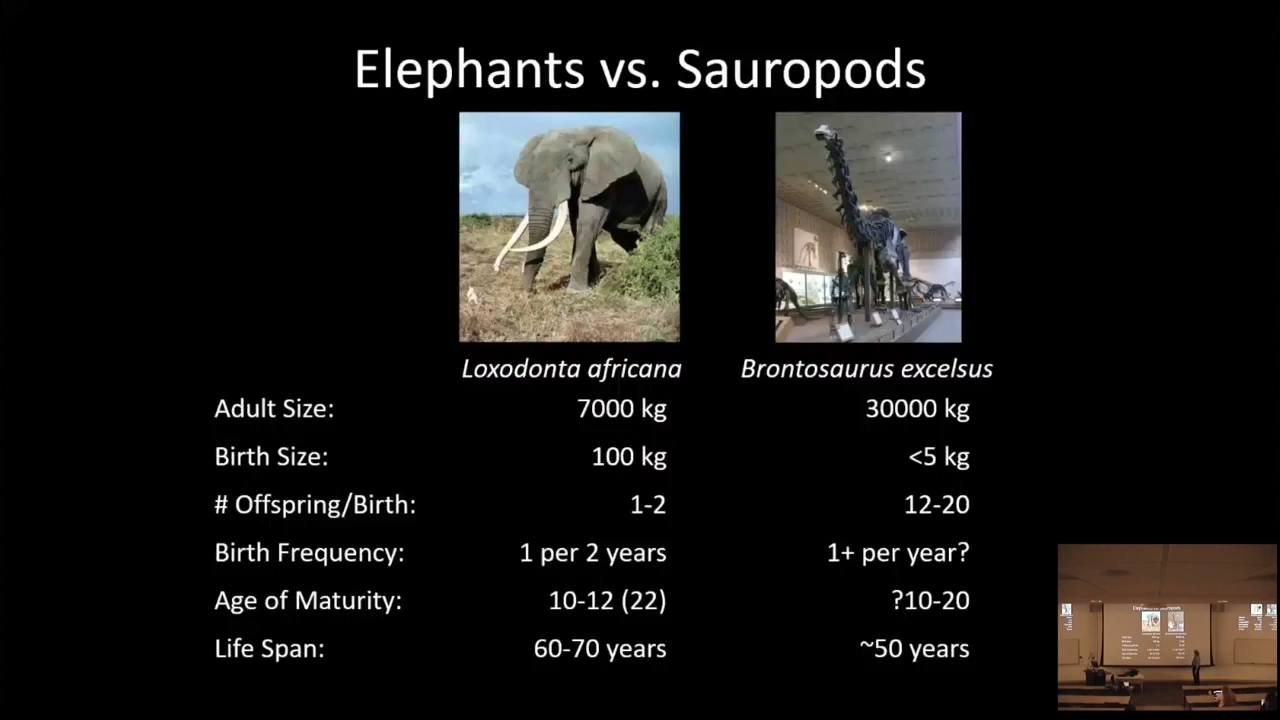 Elephants vs. Sauropods
Loxodonta africana Brontosaurus excelsus
Adult Size: 7000 kg 30000 kg
Birth Size: 100 kg <5 kg
# Offspring/Birth: 1-2 12-20
Birth Frequency: 1 per 2 years 1+ per year?
Age of Maturity: 10-12 (22) ?10-20
Life Span: 60-70 years ~50 years